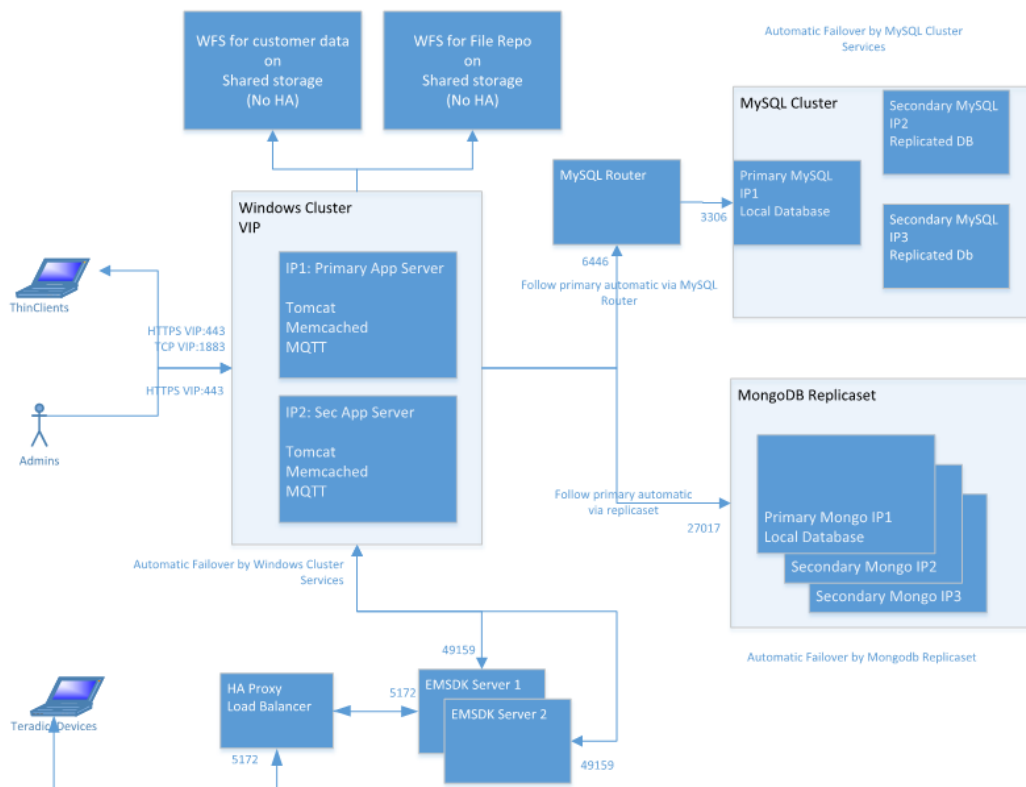 WFS for customer data
on
Shared storage
(No HA)
WFS for File Repo
on
Shared storage
(No HA)
Automatic Failover by MySQL Cluster
Services
MySQL Cluster
Secondary MySQL
IP2
Replicated DB
Primary MySQL
IP1
Local Database
Secondary MySQL
IP3
Replicated Db
MySQL Router
3306
6446
Follow primary automatic via MySQL
Router
Windows Cluster
VIP
IP1: Primary App Server
Tomcat
Memcached
MQTT
IP2: Sec App Server
Tomcat
Memcached
MQTT
ThinClients
HTTPS VIP:443
TCP VIP:1883
HTTPS VIP:443
Admins
MongoDB Replicaset
Primary Mongo IP1
Local Database
Secondary Mongo IP2
Secondary Mongo IP3
Follow primary automatic
via replicaset
27017
Automatic Failover by Mongodb Replicaset
Automatic Failover by Windows Cluster
Services
49159
EMSDK Server 1
EMSDK Server 2
49159
HA Proxy
Load Balancer
5172
5172
Teradici Devices